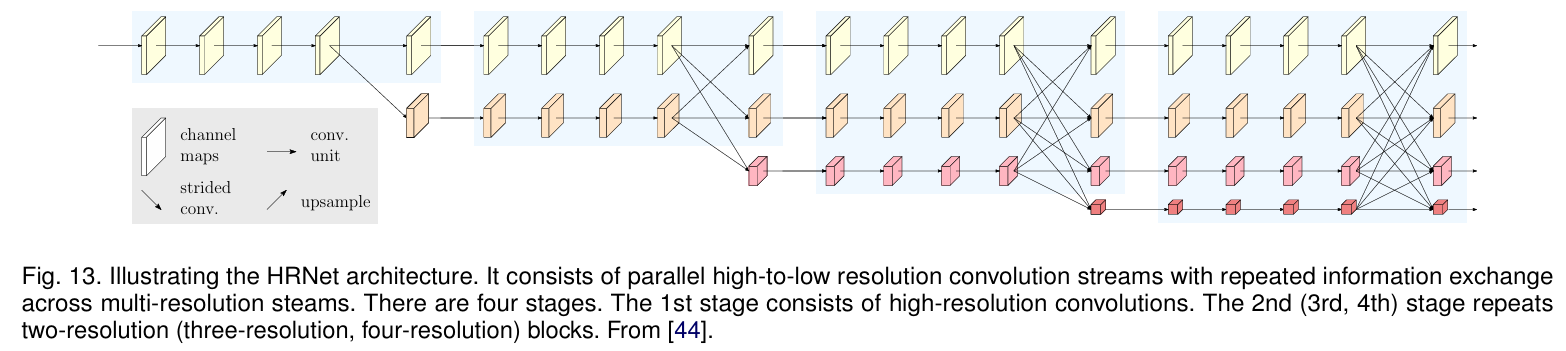 channel
maps
conv.
unit
strided
conv.
upsample
Fig. 13. Illustrating the HRNet architecture. It consists of parallel high-to-low resolution convolution streams with repeated information exchange
across multi-resolution steams. There are four stages. The 1st stage consists of high-resolution convolutions. The 2nd (3rd, 4th) stage repeats
two-resolution (three-resolution, four-resolution) blocks. From [44].